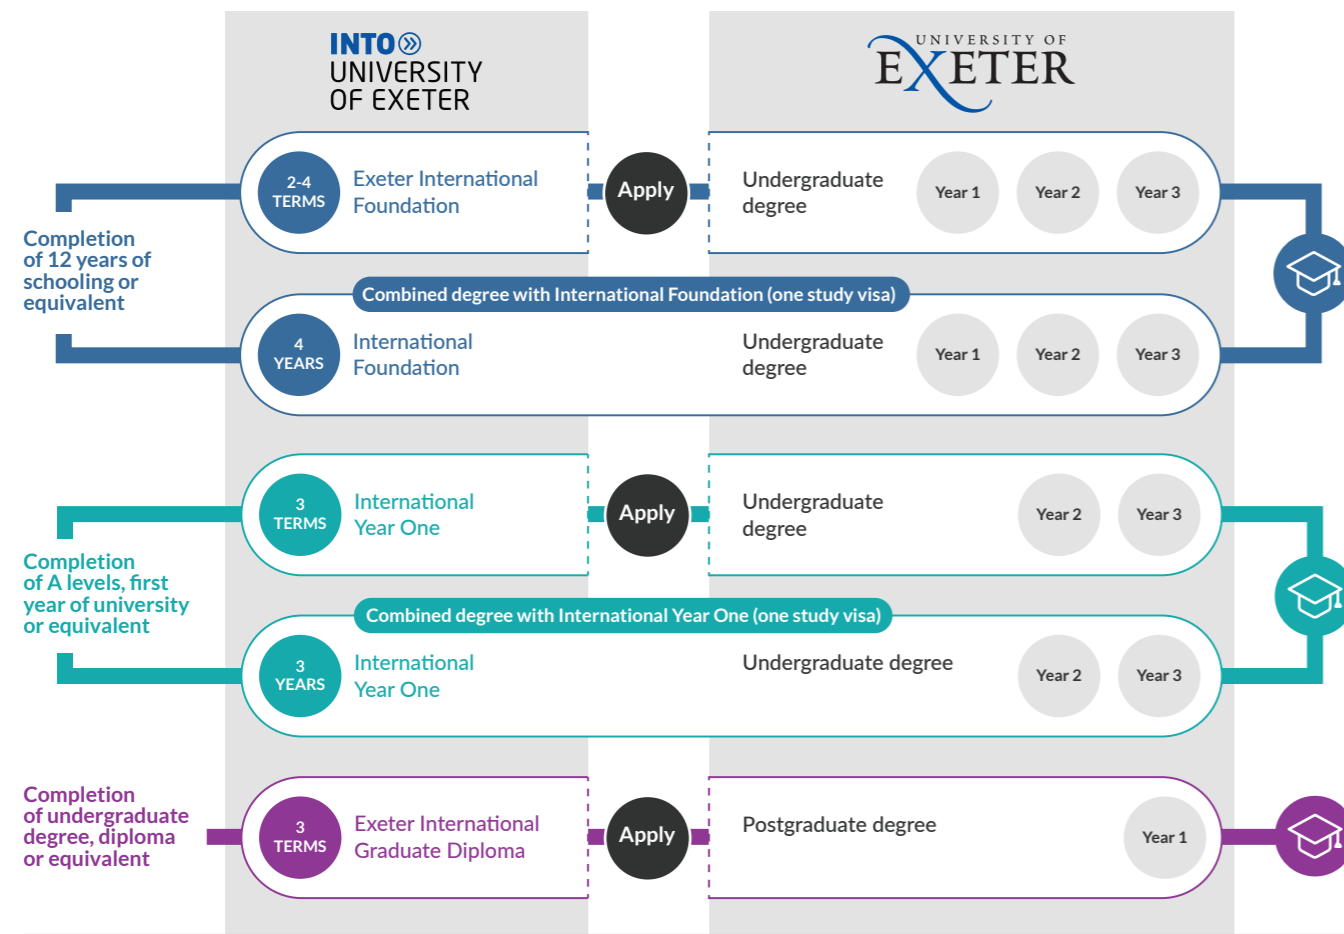 INTO
UNIVERSITY
OF EXETER
UNIVERSITY OF
EXETER
Completion
of 12 years of
schooling or
equivalent
2-4
TERMS
Exeter International
Foundation
Apply
Undergraduate
degree
Year 1
Year 2
Year 3
Combined degree with International Foundation (one study visa)
4
YEARS
International
Foundation
Undergraduate
degree
Year 1
Year 2
Year 3
Completion
of A levels, first
year of university
or equivalent
3
TERMS
International
Year One
Apply
Undergraduate
degree
Year 2
Year 3
Combined degree with International Year One (one study visa)
3
YEARS
International
Year One
Undergraduate degree
Year 2
Year 3
Completion
of undergraduate
degree, diploma
or equivalent
3
TERMS
Exeter International
Graduate Diploma
Apply
Postgraduate degree
Year 1